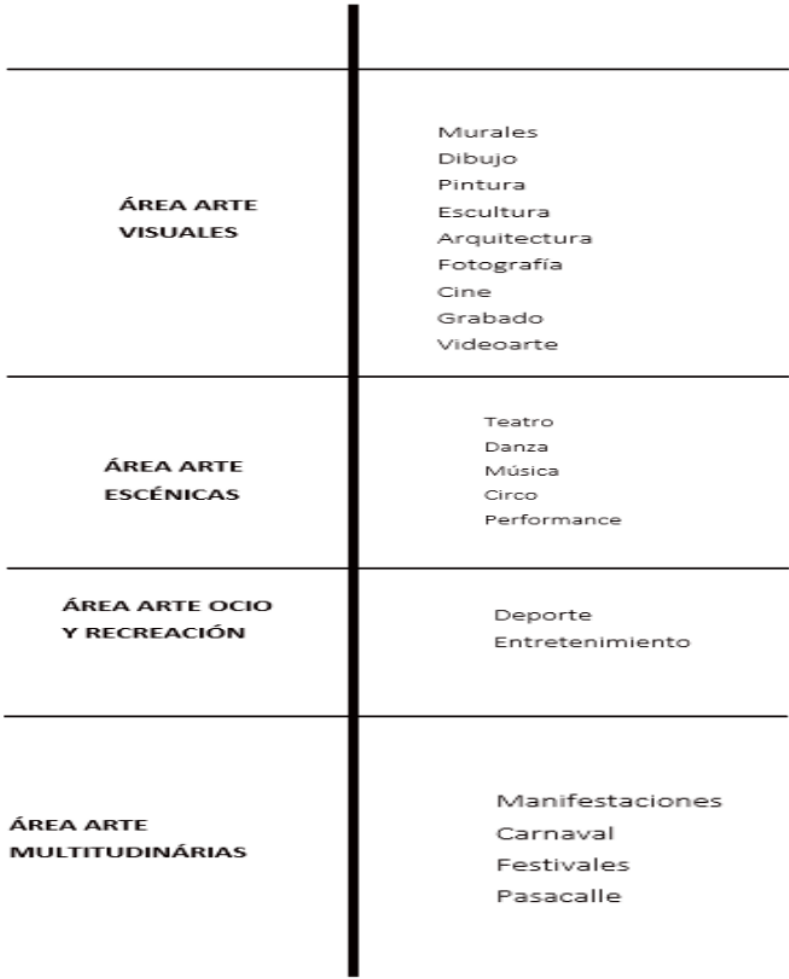 ÁREA ARTE
VISUALES
Murales
Dibujo
Pintura
Escultura
Arquitectura
Fotografía
Cine
Grabado
Videoarte
ÁREA ARTE
ESCÉNICAS
Teatro
Danza
Música
Circo
Performance
ÁREA ARTE OCIO
Y RECREACIÓN
Deporte
Entretenimiento
ÁREA ARTE
MULTITUDINÁRIAS
Manifestaciones
Carnaval
Festivales
Pasacalle